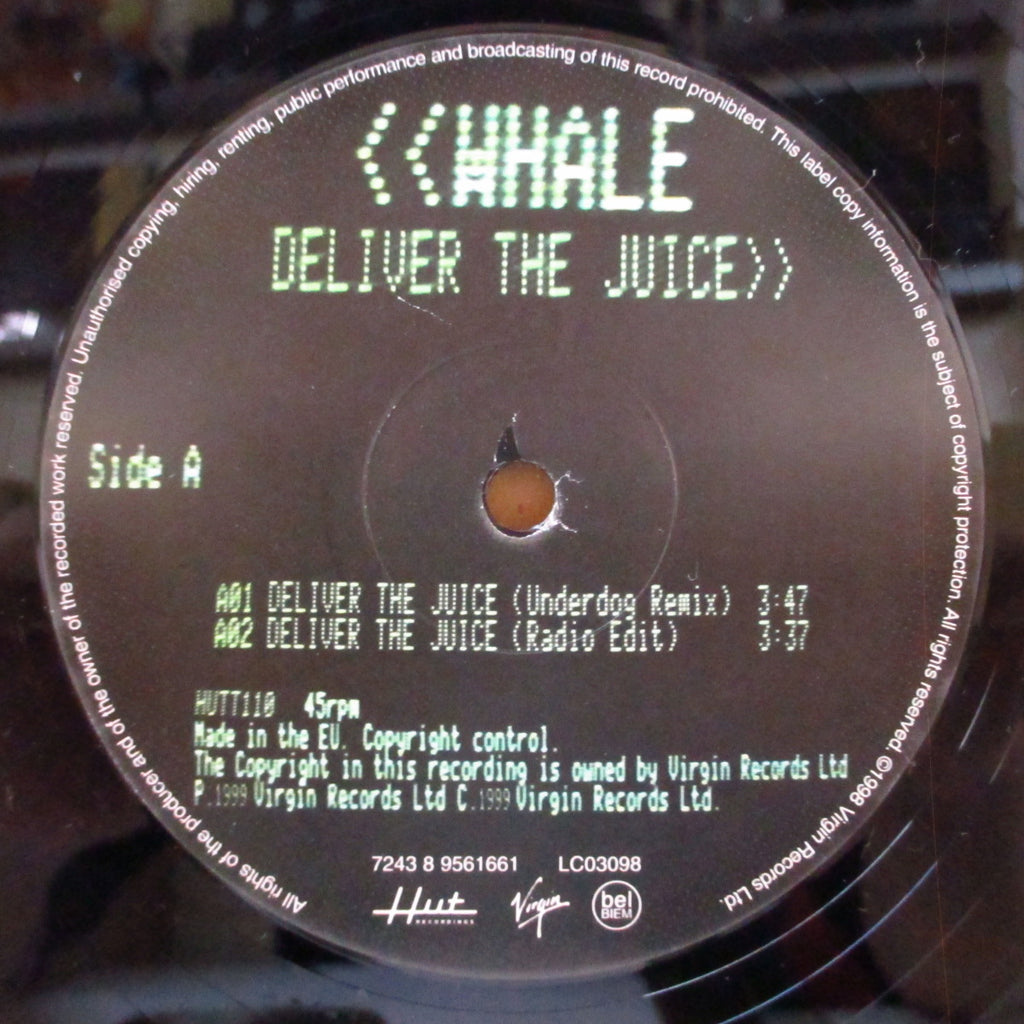 <<WHALE
DELIVER THE JUICE>>
Side A
A01 DELIVER THE JUICE (Underdog Remix) 3:47
A02 DELIVER THE JUICE (Radio Edit) 3:37
HUTT110 45rpm
Made in the EU. Copyright control.
The Copyright in this recording is owned by Virgin Records Ltd
P.1999 Virgin Records Ltd C.1999 Virgin Records Ltd.
7243 8 9561661 LC03098
Hut RECORDINGS Virgin bel BIEM
All rights of the producer and of the owner of the recorded work reserved. Unauthorised copying, hiring, renting, public performance and broadcasting of this record prohibited. This label copy information is the subject of copyright protection. All rights reserved. ©1998 Virgin Records Ltd.